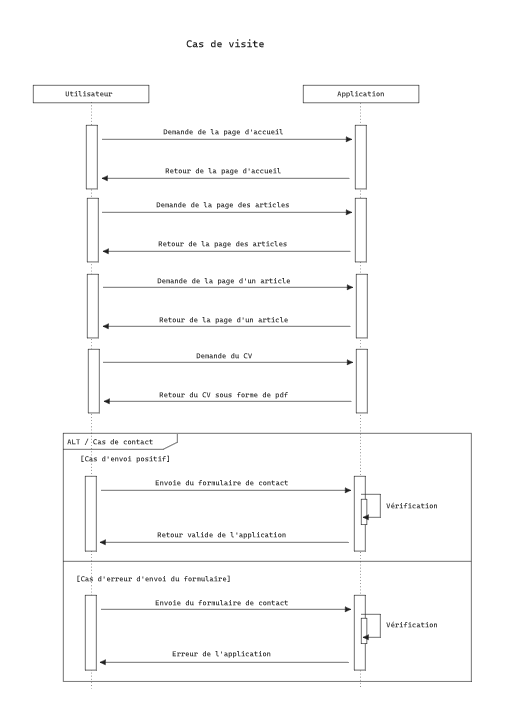 Cas de visite
Utilisateur
Application
Demande de la page d'accueil
Retour de la page d'accueil
Demande de la page des articles
Retour de la page des articles
Demande de la page d'un article
Retour de la page d'un article
Demande du CV
Retour du CV sous forme de pdf
ALT / Cas de contact
[Cas d'envoi positif]
Envoie du formulaire de contact
Vérification
Retour valide de l'application
[Cas d'erreur d'envoi du formulaire]
Envoie du formulaire de contact
Vérification
Erreur de l'application